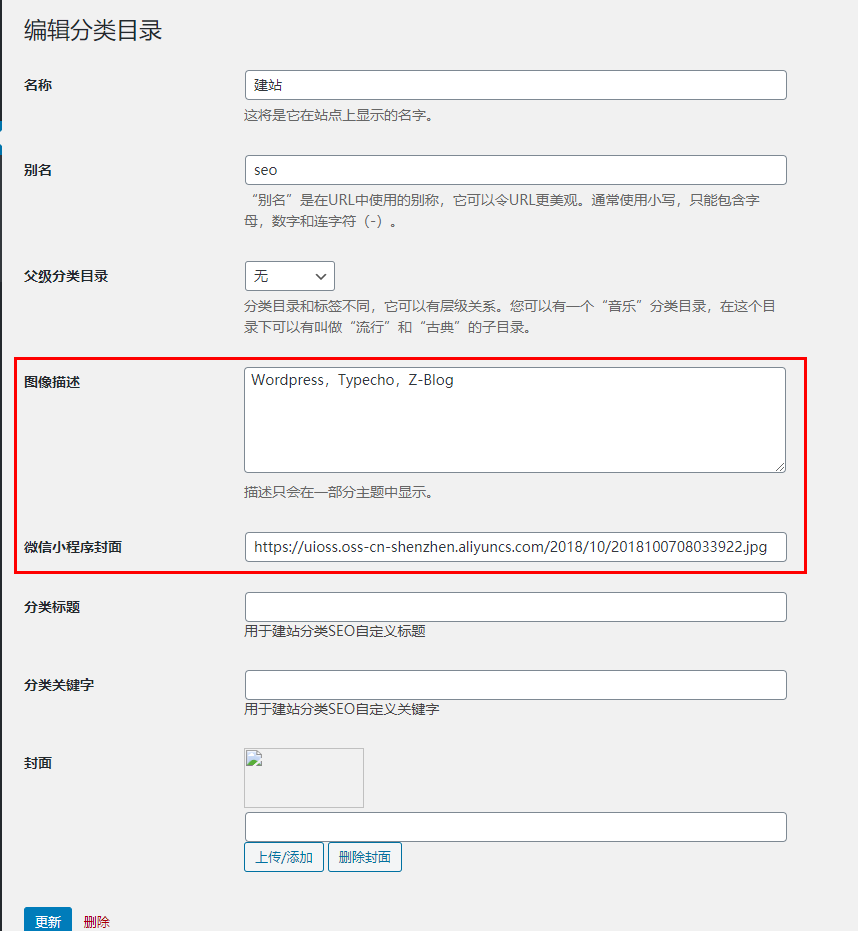 编辑分类目录
名称
建站
这将是它在站点上显示的名字。
别名
seo
“别名”是在URL中使用的别称，它可以令URL更美观。通常使用小写，只能包含字
母，数字和连字符（-）。
父级分类目录
无
分类目录和标签不同，它可以有层级关系。您可以有一个“音乐”分类目录，在这个目
录下可以有叫做“流行”和“古典”的子目录。
图像描述
Wordpress，Typecho，Z-Blog
描述只会在一部分主题中显示。
微信小程序封面
https://uioss.oss-cn-shenzhen.aliyuncs.com/2018/10/2018100708033922.jpg
分类标题
用于建站分类SEO自定义标题
分类关键字
用于建站分类SEO自定义关键字
封面
上传/添加 删除封面
更新 删除